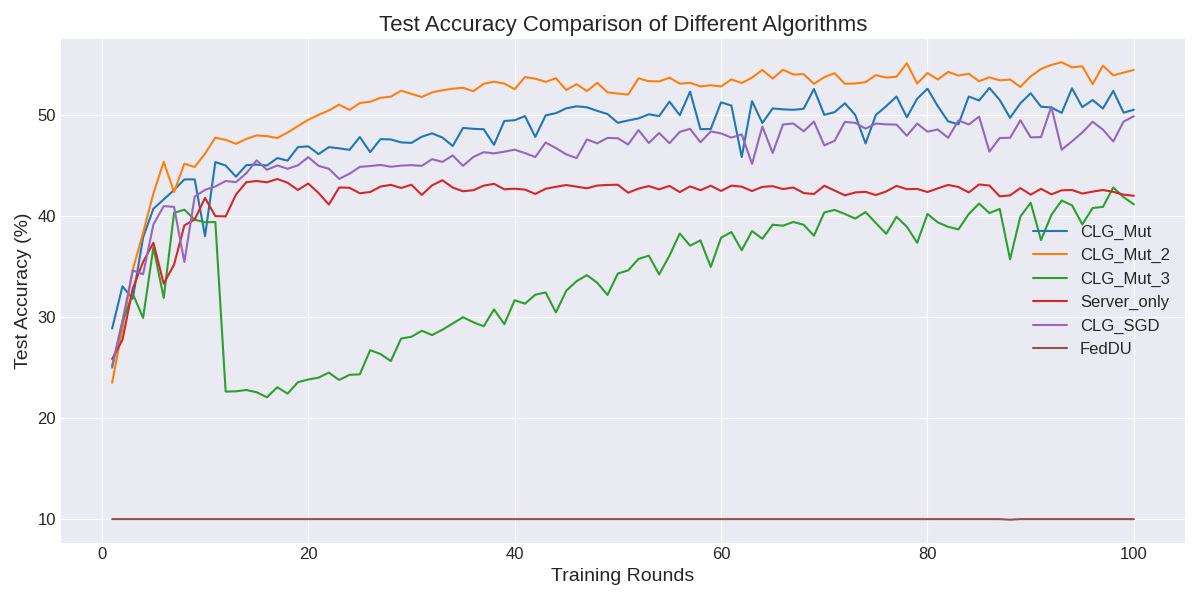 Test Accuracy Comparison of Different Algorithms
Test Accuracy (%)
50
40
30
20
10
CLG_Mut
CLG_Mut_2
CLG_Mut_3
Server_only
CLG_SGD
FedDU
0
20
40
60
80
100
Training Rounds